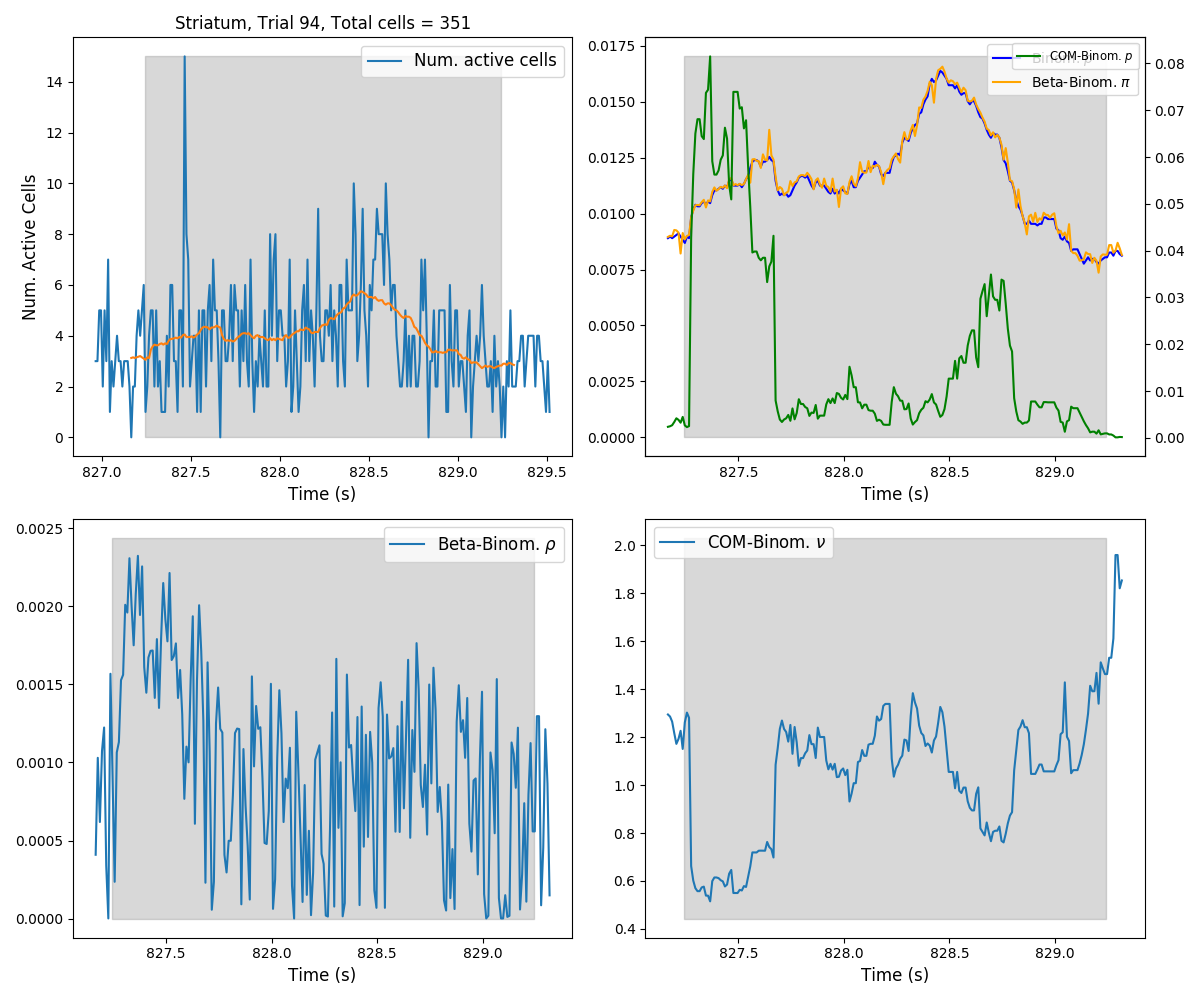 Striatum, Trial 94, Total cells = 351
Num. active cells
Num. Active Cells
14
12
10
8
6
4
2
0
827.0 827.5 828.0 828.5 829.0 829.5
Time (s)
COM-Binom. p
Binom. p
Beta-Binom. π
0.0175
0.0150
0.0125
0.0100
0.0075
0.0050
0.0025
0.0000
0.08
0.07
0.06
0.05
0.04
0.03
0.02
0.01
0.00
827.5 828.0 828.5 829.0
Time (s)
Beta-Binom. ρ
0.0025
0.0020
0.0015
0.0010
0.0005
0.0000
827.5 828.0 828.5 829.0
Time (s)
COM-Binom. ν
2.0
1.8
1.6
1.4
1.2
1.0
0.8
0.6
0.4
827.5 828.0 828.5 829.0
Time (s)